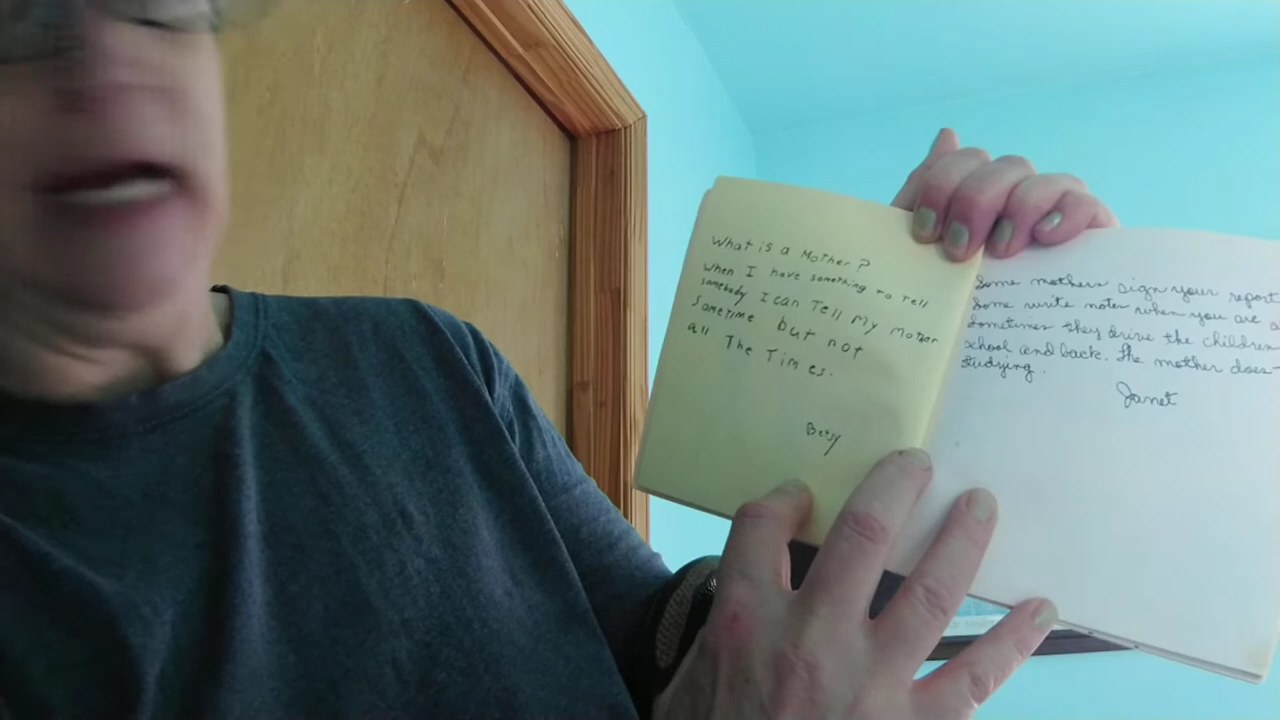 What is a Mother?
When I have something to tell
somebody I can Tell My Mother
sometime but not
all The Times.
Betsy
Some mothers sign your report
Some write notes when you are a
Sometimes they drive the children
school and back. The mother does
studying.
Janet